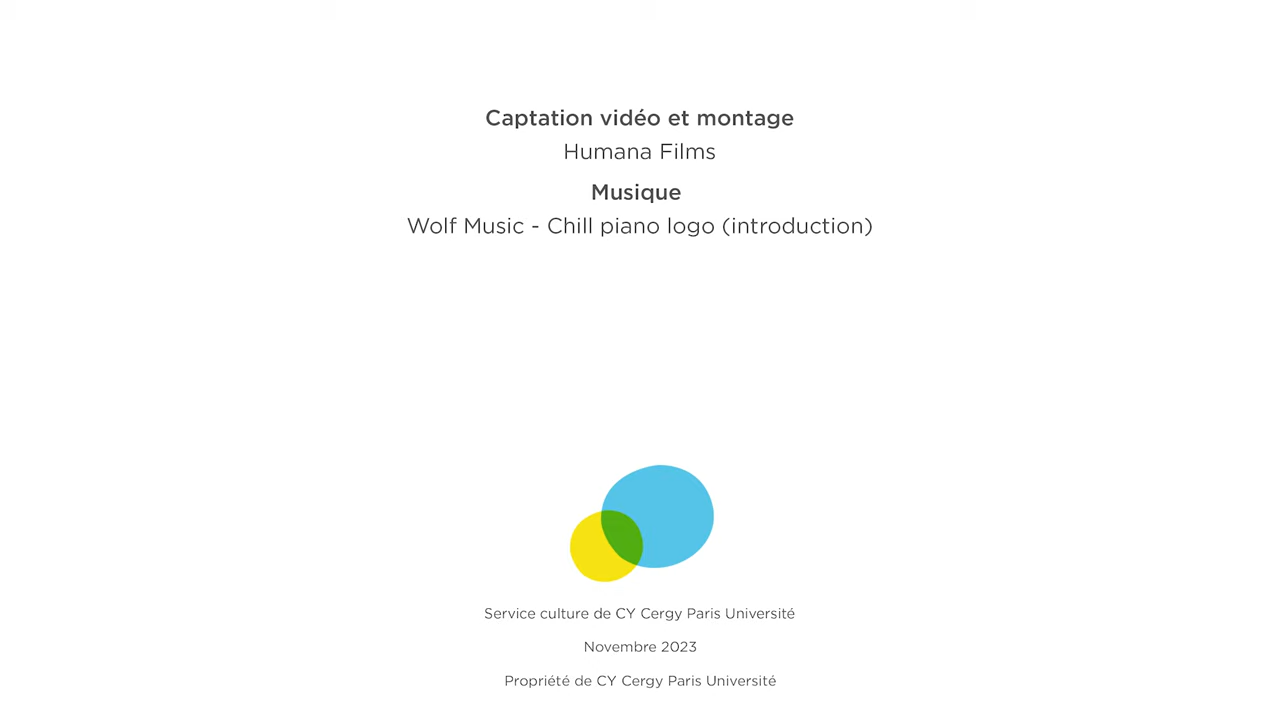 Captation vidéo et montage
Humana Films
Musique
Wolf Music - Chill piano logo (introduction)
Service culture de CY Cergy Paris Université
Novembre 2023
Propriété de CY Cergy Paris Université